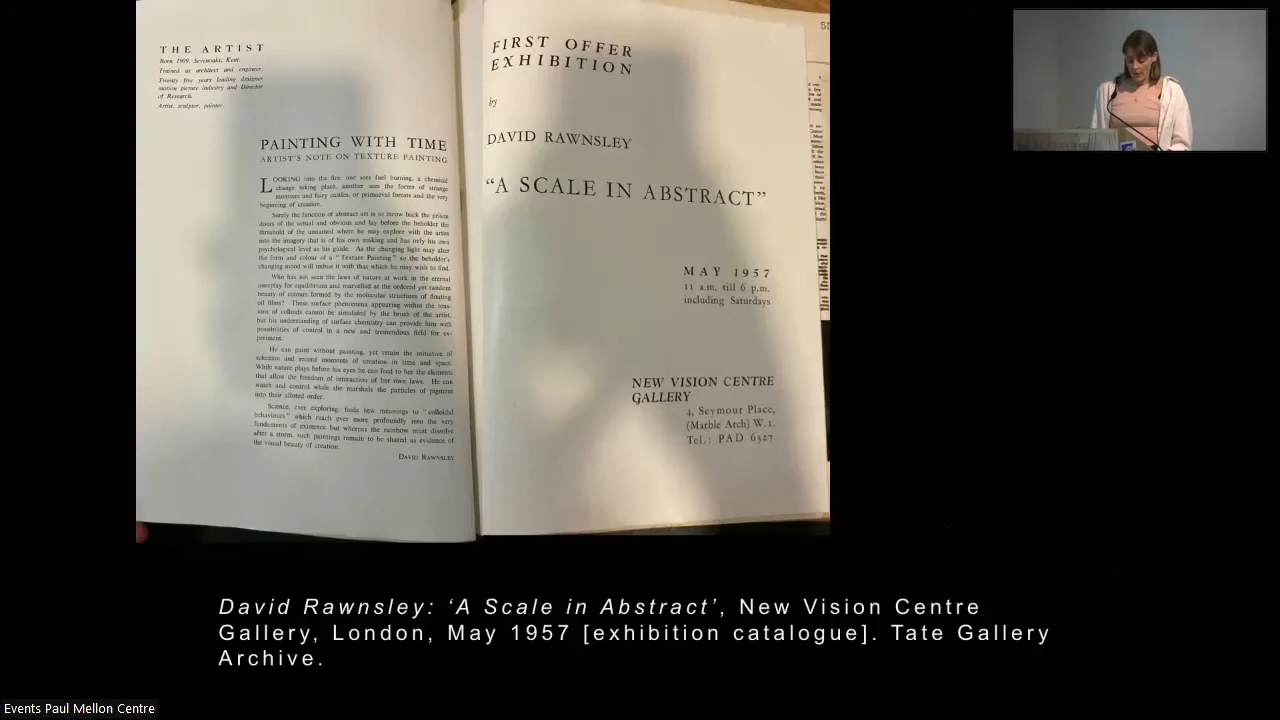 THE ARTIST
Born 1909. Sevenoaks, Kent.
Trained as architect and engineer.
Twenty five years leading designer
motion picture industry and Director
of Research.
Artist, sculptor, painter.
PAINTING WITH TIME
ARTIST'S NOTE ON TEXTURE PAINTING
LOOKING into the fire, one sees fuel burning, a chemical
change taking place, another sees the forms of strange
monsters and fairy castles, or primaeval forests and the very
beginning of creation.
Surely the function of abstract art is to throw back the prison
doors of the actual and obvious and lay before the beholder the
threshold of the unnamed where he may explore with the artist
into the imagery that is of his own making and has only his own
psychological level as his guide. As the changing light may alter
the form and colour of a "Texture Painting" so the beholder's
changing mood will imbue it with that which he may wish to find.
Who has not seen the laws of nature at work in the eternal
interplay for equilibrium and marvelled at the ordered yet random
beauty of colours formed by the molecular structures of floating
oil films? These surface phenomena appearing within the ten-
sion of colloids cannot be simulated by the brush of the artist,
but his understanding of surface chemistry can provide him with
possibilities of control in a new and tremendous field for ex-
periment.
He can paint without painting, yet retain the initiative of
selection and record moments of creation in time and space.
While nature plays before his eyes he can feed to her the elements
that allow the freedom of interaction of her own laws. He can
watch and control while she marshals the particles of pigment
into their alloted order.
Science, ever exploring, finds new meanings to "colloidal
behaviours" which reach ever more profoundly into the very
fundaments of existence but whereas the rainbow must dissolve
after a storm, such paintings remain to be shared as evidence of
the visual beauty of creation.
DAVID RAWNSLEY
FIRST OFFER
EXHIBITION
by
DAVID RAWNSLEY
"A SCALE IN ABSTRACT"
MAY 1957
11 a.m. till 6 p.m.
including Saturdays
NEW VISION CENTRE
GALLERY
4, Seymour Place,
(Marble Arch) W.1.
Tel.: PAD 6327
David Rawnsley: ‘A Scale in Abstract’, New Vision Centre
Gallery, London, May 1957 [exhibition catalogue]. Tate Gallery
Archive.
Events Paul Mellon Centre